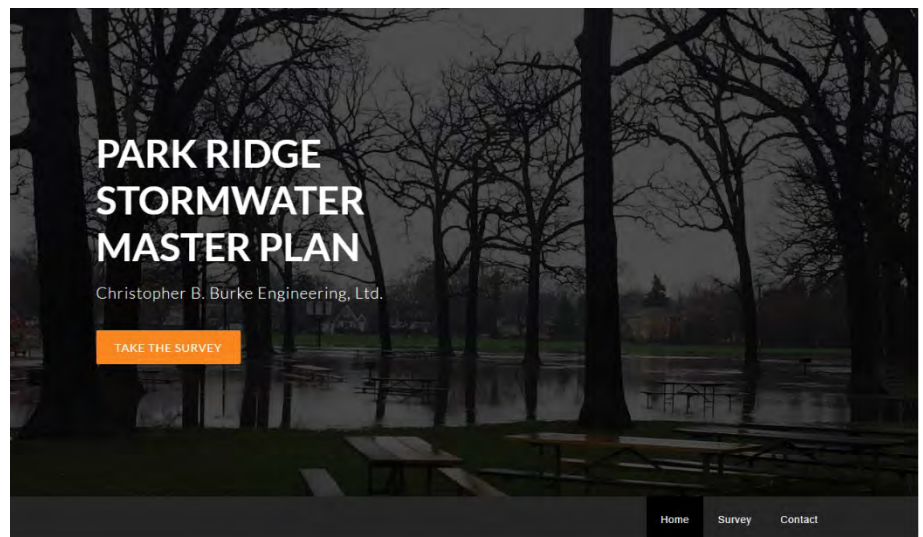 PARK RIDGE
STORMWATER
MASTER PLAN
Christopher B. Burke Engineering, Ltd.
TAKE THE SURVEY
Home Survey Contact